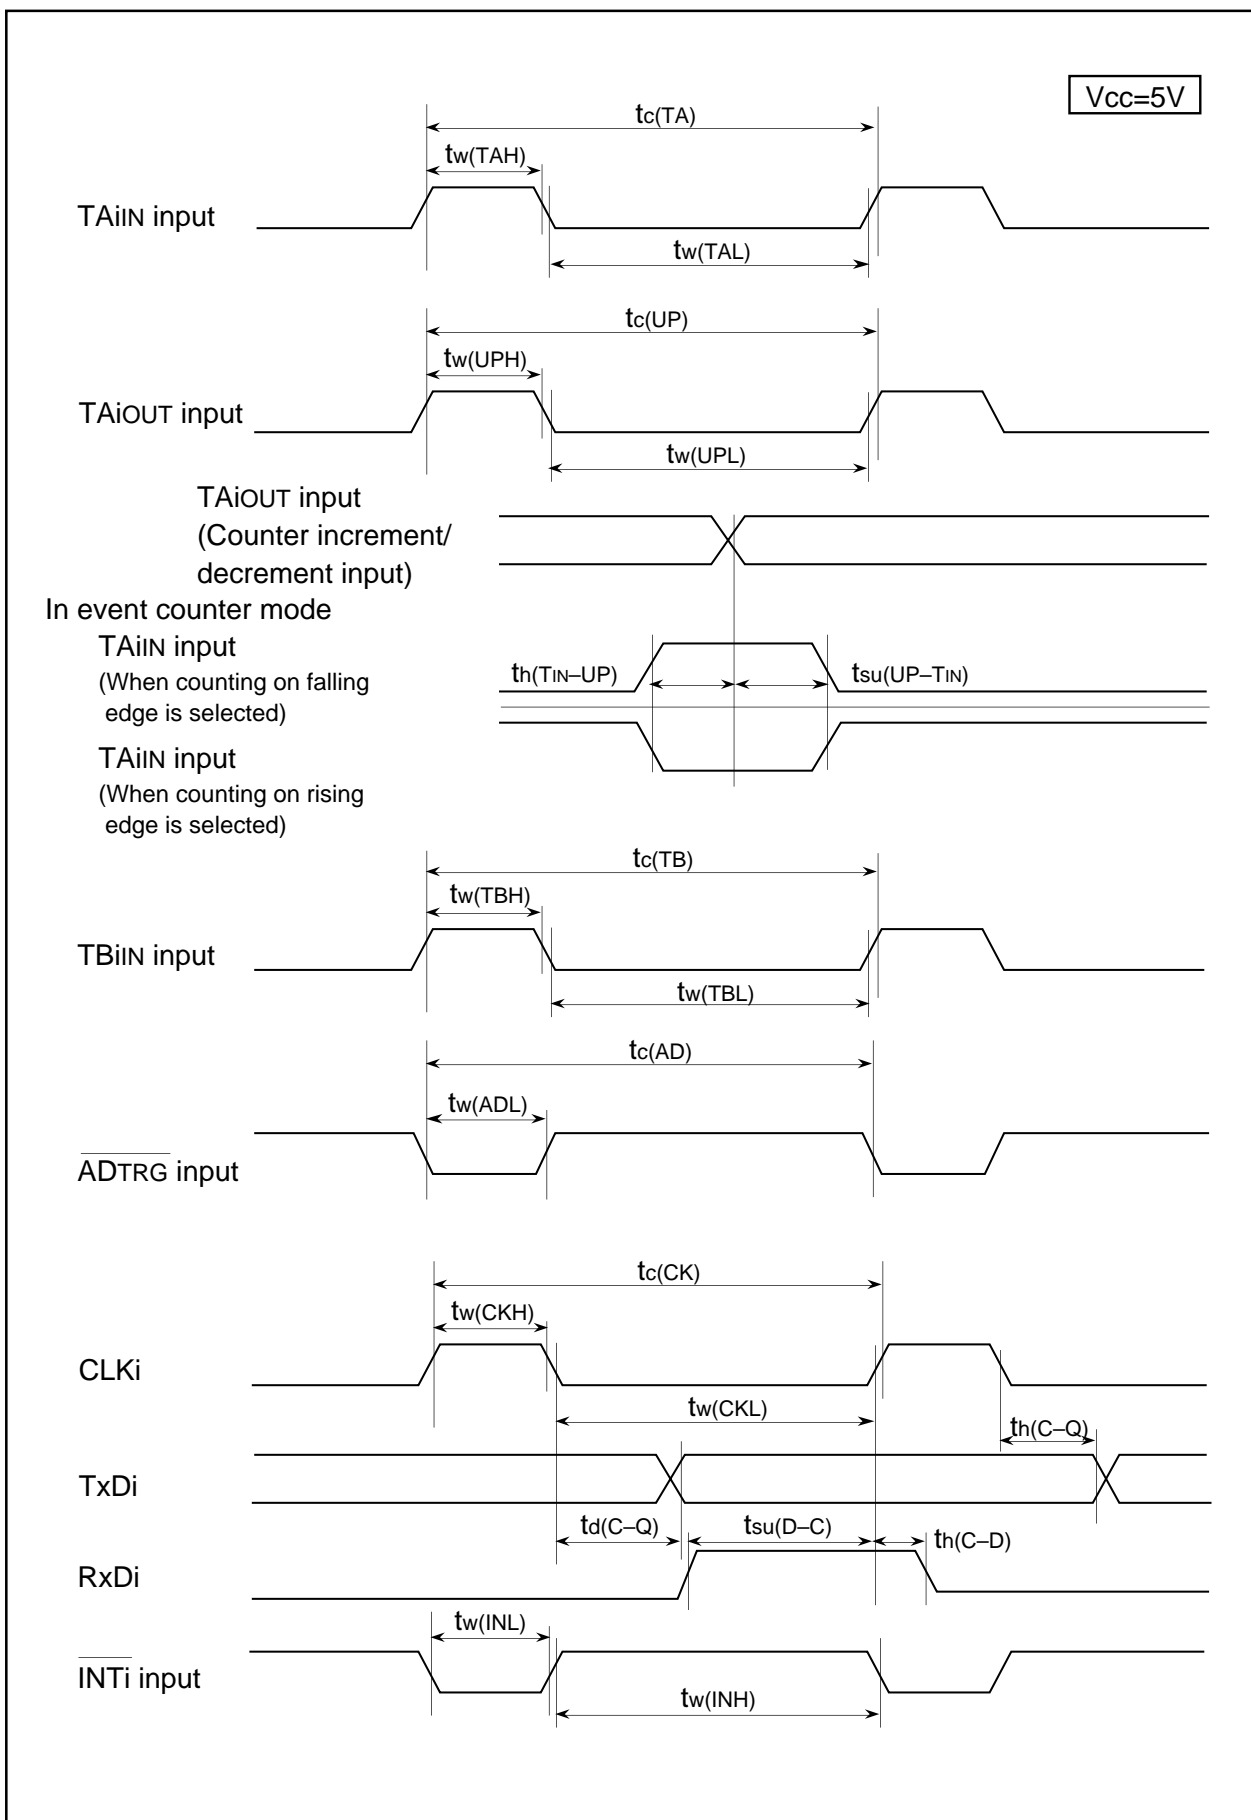 Vcc=5V
tc(TA)
tw(TAH)
TAiIN input
tw(TAL)
tc(UP)
tw(UPH)
TAiOUT input
tw(UPL)
TAiOUT input
(Counter increment/
decrement input)
In event counter mode
TAiIN input
(When counting on falling
edge is selected)
th(TIN–UP)
tsu(UP–TIN)
TAiIN input
(When counting on rising
edge is selected)
tc(TB)
tw(TBH)
TBiIN input
tw(TBL)
tc(AD)
tw(ADL)
ADTRG input
tc(CK)
tw(CKH)
CLKi
tw(CKL)
th(C–Q)
TxDi
td(C–Q)
tsu(D–C)
th(C–D)
RxDi
tw(INL)
INTi input
tw(INH)